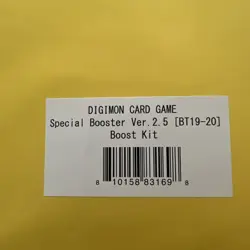 DIGIMON CARD GAME
Special Booster Ver.2.5 [BT19-20]
Boost Kit
8 10158 83169 8